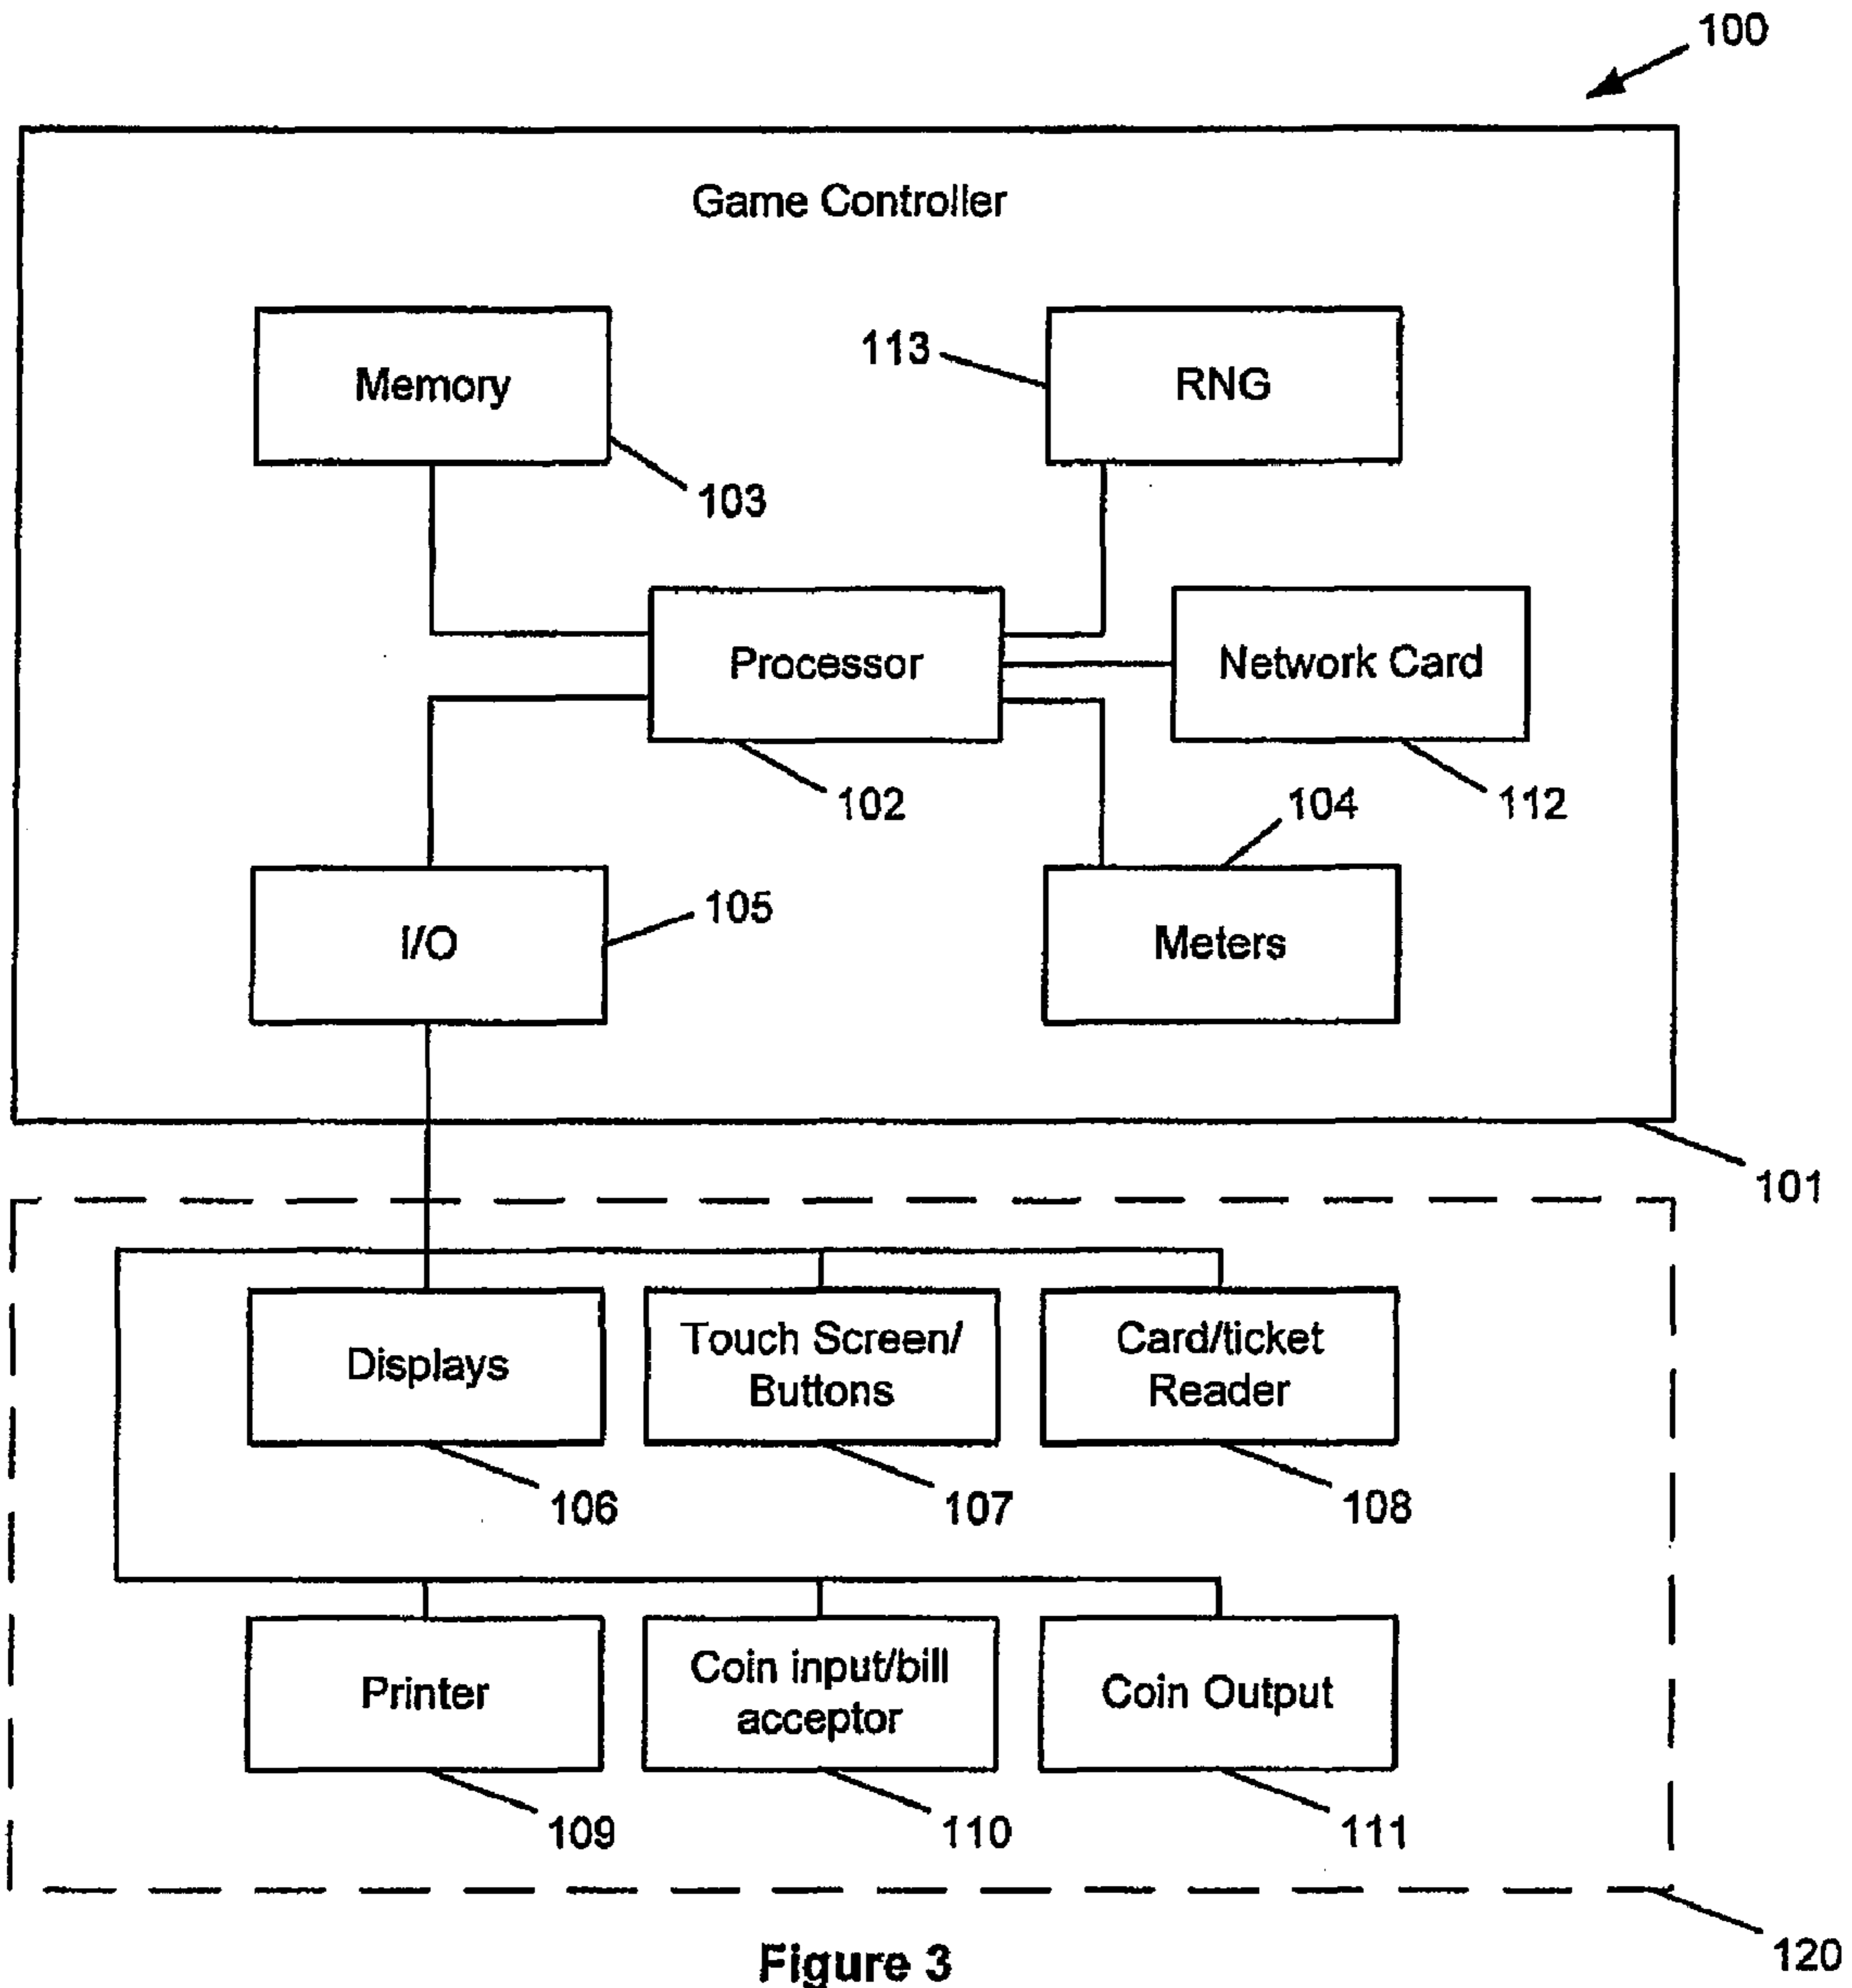 100
Game Controller
Memory
113
RNG
103
Processor
Network Card
102
104
112
I/O
105
Meters
101
Displays
Touch Screen/
Buttons
Card/ticket
Reader
106
107
108
Printer
Coin input/bill
acceptor
Coin Output
109
110
111
120
Figure 3